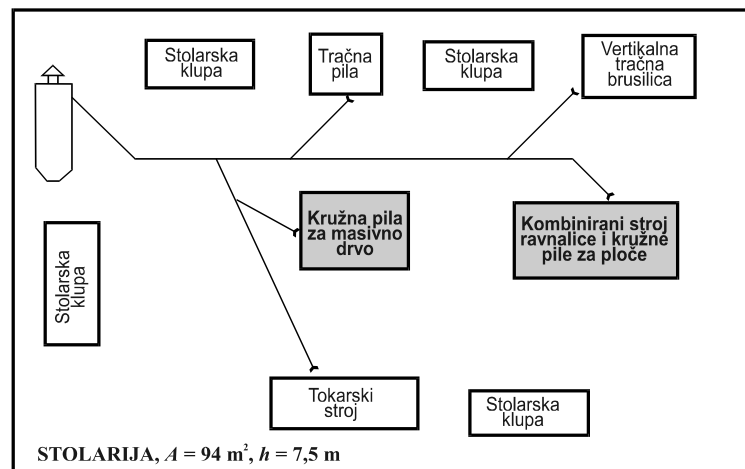 Stolarska
klupa
Tračna
pila
Stolarska
klupa
Vertikalna
tračna
brusilica
Kružna pila
za masivno
drvo
Kombinirani stroj
ravnalice i kružne
pile za ploče
Stolarska
klupa
Tokarski
stroj
Stolarska
klupa
STOLARIJA, A = 94 m², h = 7,5 m